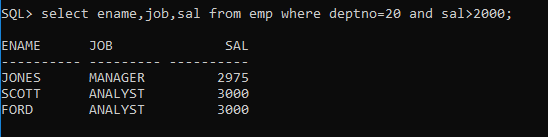 SQL> select ename,job,sal from emp where deptno=20 and sal>2000;
ENAME      JOB              SAL
---------- --------- ----------
JONES      MANAGER         2975
SCOTT      ANALYST         3000
FORD       ANALYST         3000